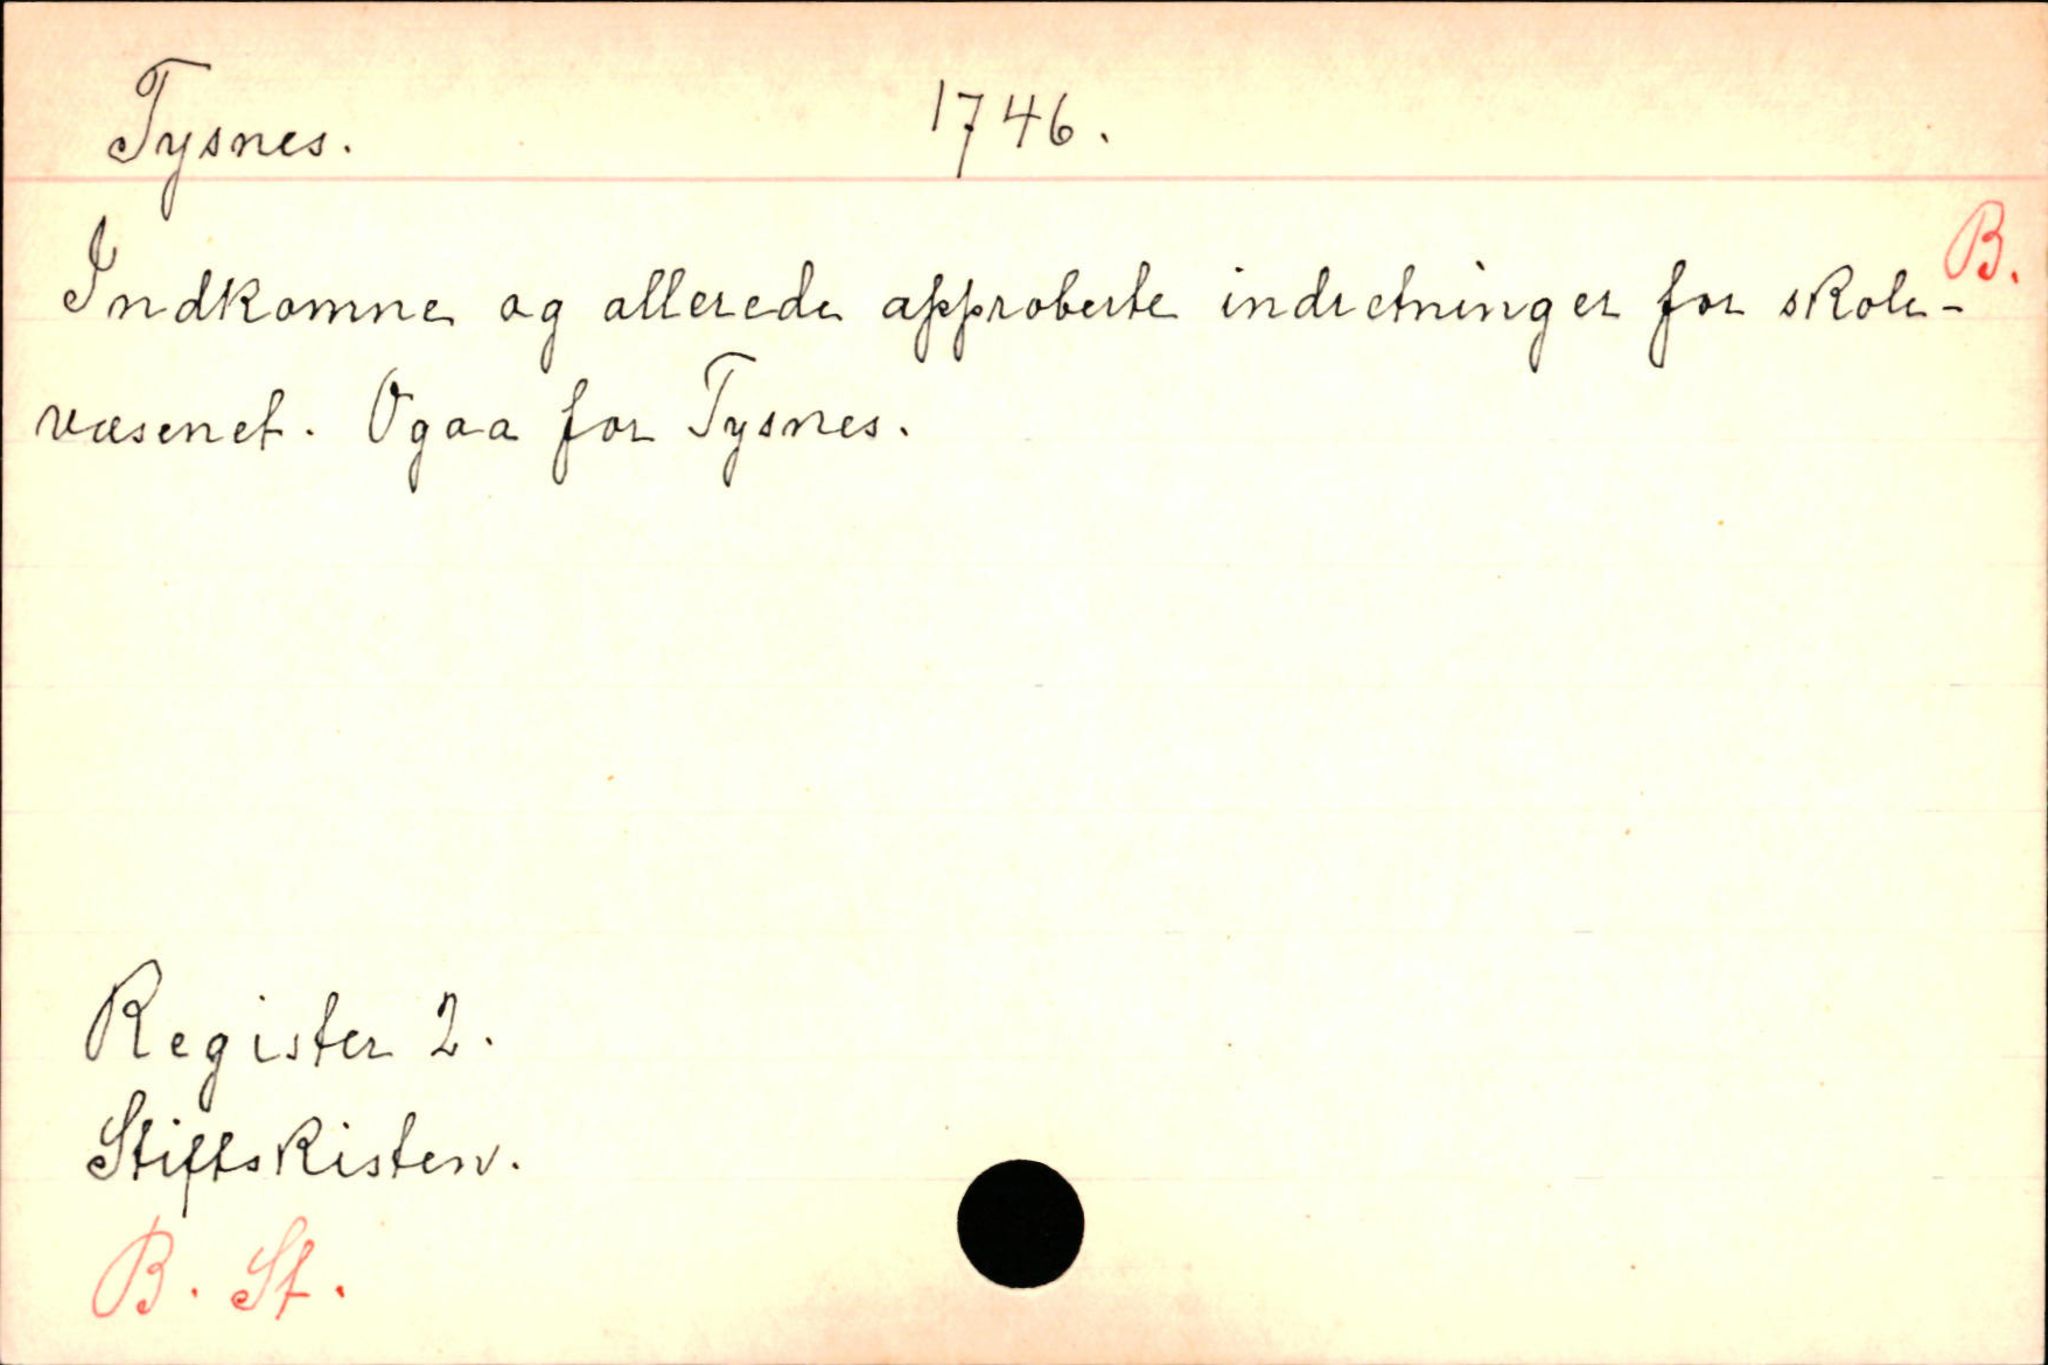 Tysnes. 1746.
B.
Indkomne og allerede approberte indretninger for skole-
væsenet. Ogaa for Tysnes.
Register 2.
Stiftskisten.
B. St.